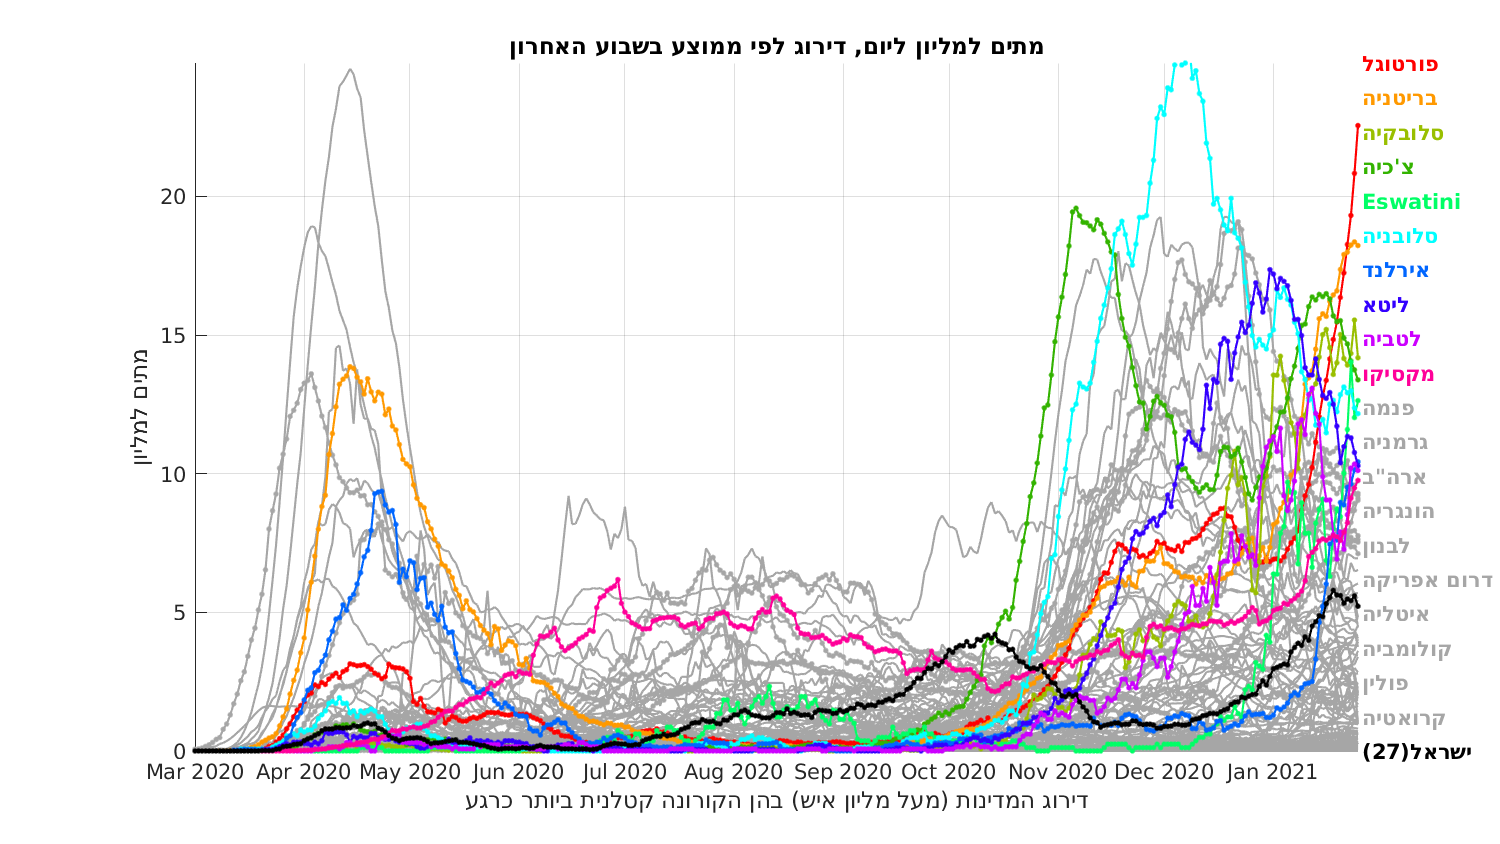 מתים למליון ליום, דירוג לפי ממוצע בשבוע האחרון
מתים למליון
20
15
10
5
0
Mar 2020 Apr 2020 May 2020 Jun 2020 Jul 2020 Aug 2020 Sep 2020 Oct 2020 Nov 2020 Dec 2020 Jan 2021
דירוג המדינות (מעל מליון איש) בהן הקורונה קטלנית ביותר כרגע
פורטוגל
בריטניה
סלובקיה
צ'כיה
Eswatini
סלובניה
אירלנד
ליטא
לטביה
מקסיקו
פנמה
גרמניה
ארה"ב
הונגריה
לבנון
דרום אפריקה
איטליה
קולומביה
פולין
קרואטיה
ישראל(27)